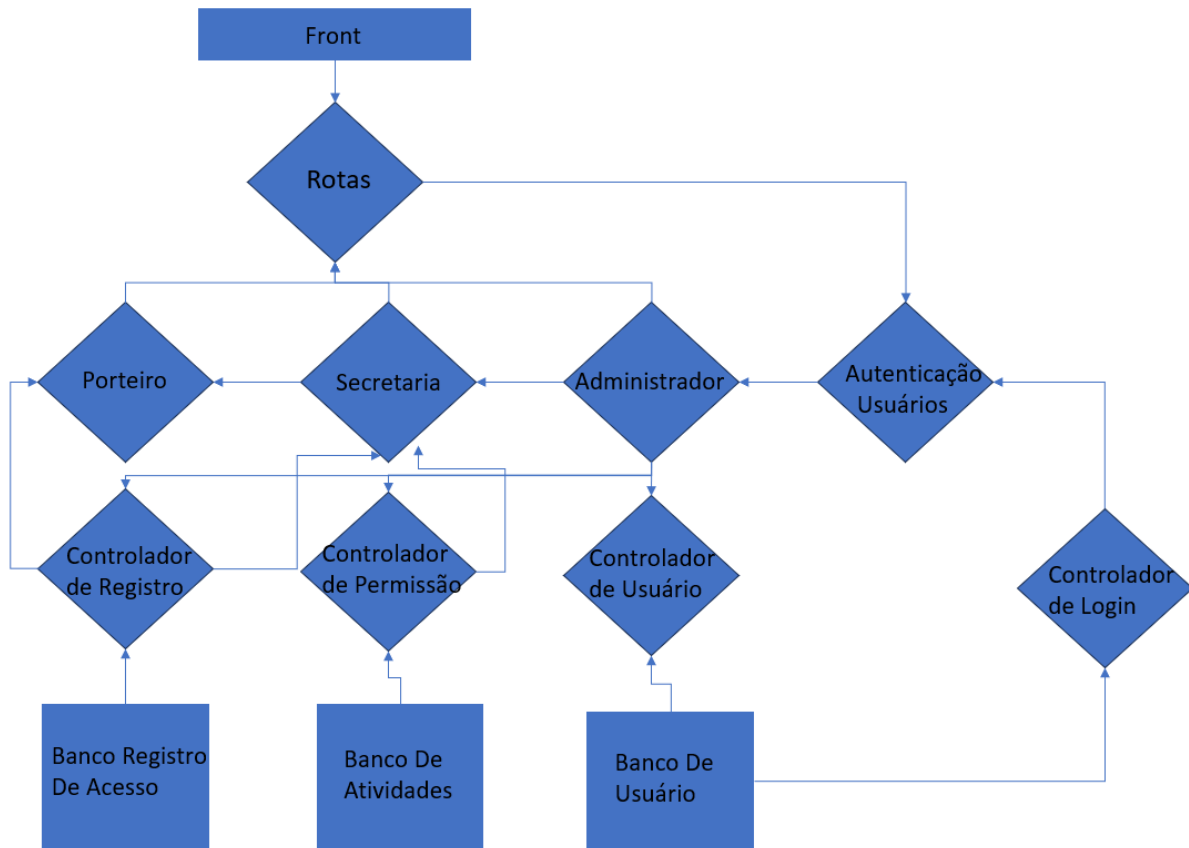 Front
Rotas
Porteiro
Secretaria
Administrador
Autenticação
Usuários
Controlador
de Registro
Controlador
de Permissão
Controlador
de Usuário
Controlador
de Login
Banco Registro
De Acesso
Banco De
Atividades
Banco De
Usuário